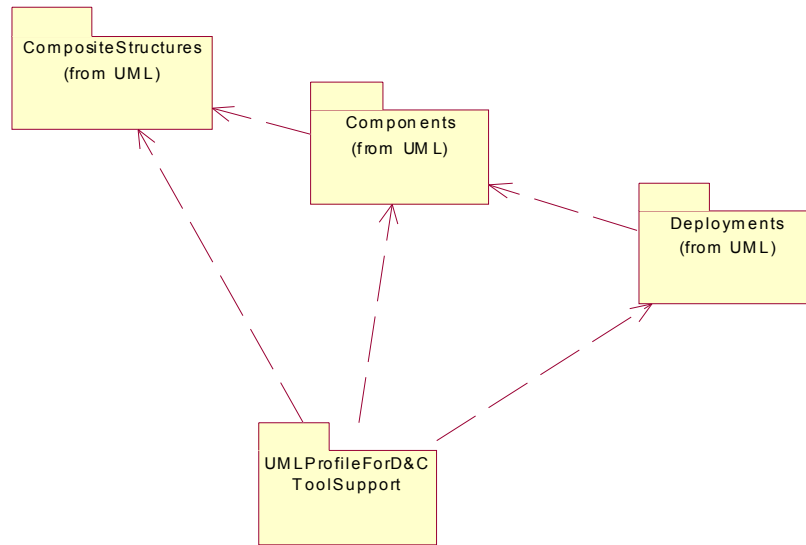 CompositeStructures
(from UML)
Components
(from UML)
Deployments
(from UML)
UMLProfileForD&C
ToolSupport